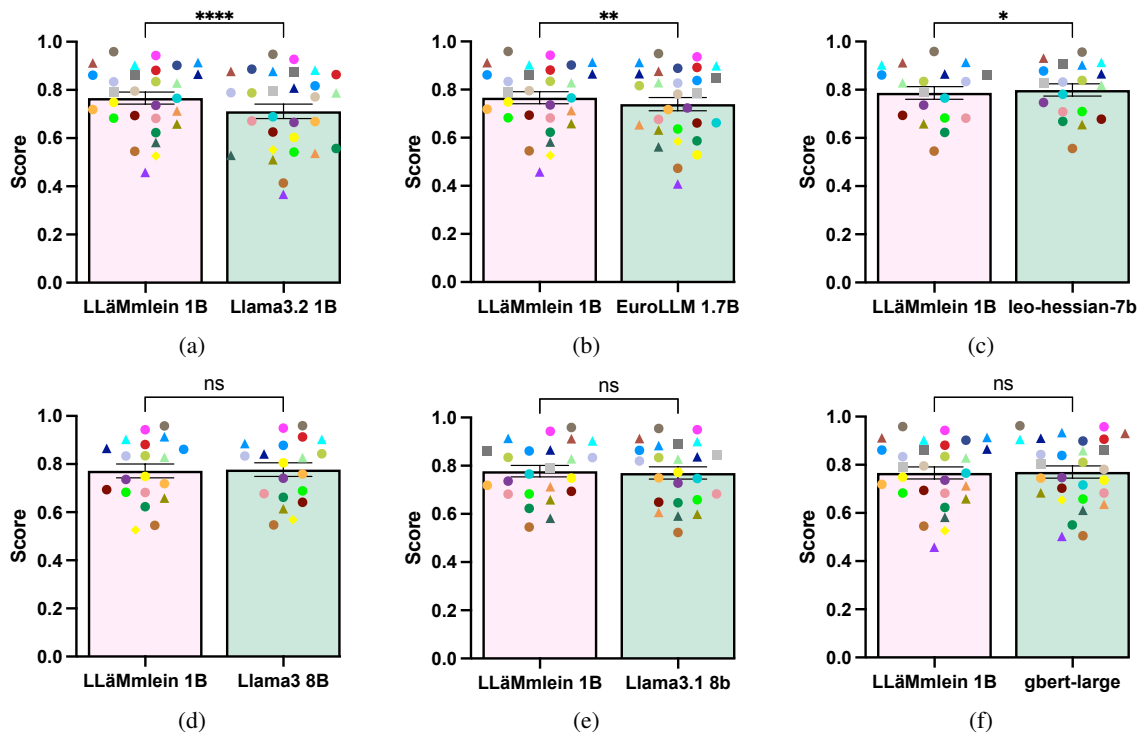 **** ** *
1.0 1.0 1.0
0.8 0.8 0.8
0.6 0.6 0.6
Score Score Score
0.4 0.4 0.4
0.2 0.2 0.2
0.0 0.0 0.0
LLäMmlein 1B Llama3.2 1B LLäMmlein 1B EuroLLM 1.7B LLäMmlein 1B leo-hessian-7b
(a) (b) (c)
ns ns ns
1.0 1.0 1.0
0.8 0.8 0.8
0.6 0.6 0.6
Score Score Score
0.4 0.4 0.4
0.2 0.2 0.2
0.0 0.0 0.0
LLäMmlein 1B Llama3 8B LLäMmlein 1B Llama3.1 8b LLäMmlein 1B gbert-large
(d) (e) (f)